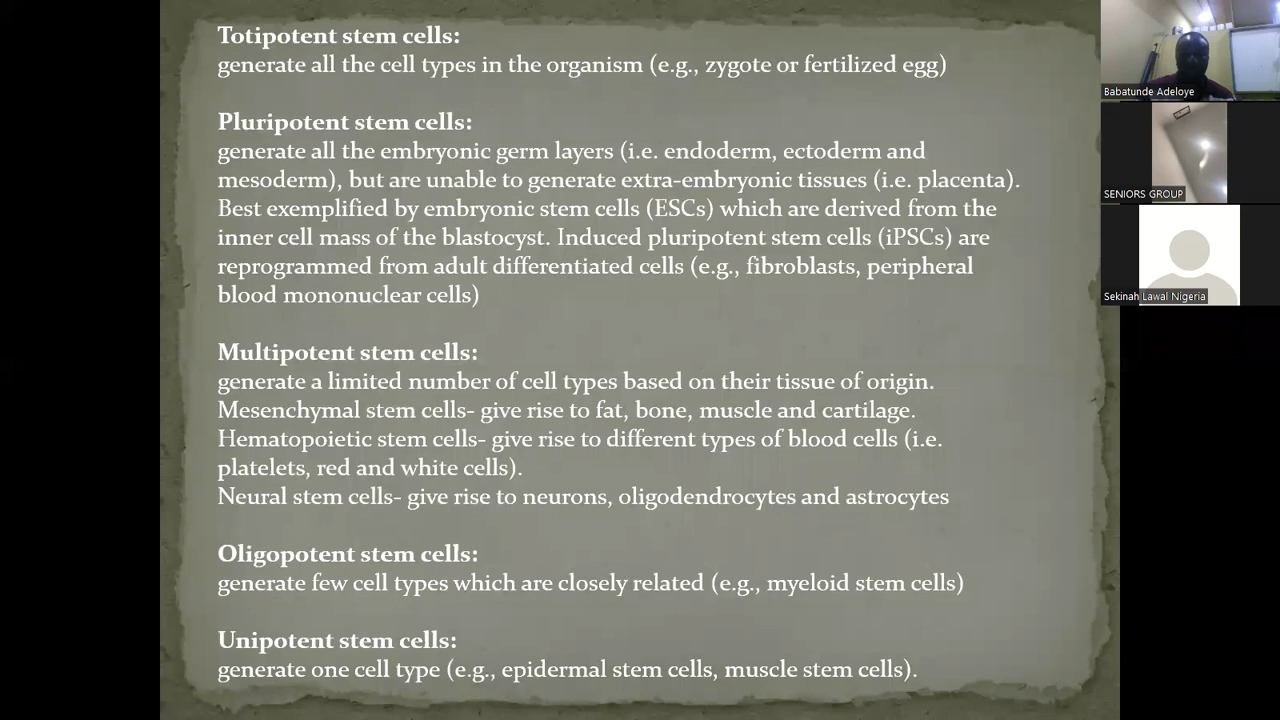 Totipotent stem cells:
generate all the cell types in the organism (e.g., zygote or fertilized egg)
Pluripotent stem cells:
generate all the embryonic germ layers (i.e. endoderm, ectoderm and
mesoderm), but are unable to generate extra-embryonic tissues (i.e. placenta).
Best exemplified by embryonic stem cells (ESCs) which are derived from the
inner cell mass of the blastocyst. Induced pluripotent stem cells (iPSCs) are
reprogrammed from adult differentiated cells (e.g., fibroblasts, peripheral
blood mononuclear cells)
Multipotent stem cells:
generate a limited number of cell types based on their tissue of origin.
Mesenchymal stem cells- give rise to fat, bone, muscle and cartilage.
Hematopoietic stem cells- give rise to different types of blood cells (i.e.
platelets, red and white cells).
Neural stem cells- give rise to neurons, oligodendrocytes and astrocytes
Oligopotent stem cells:
generate few cell types which are closely related (e.g., myeloid stem cells)
Unipotent stem cells:
generate one cell type (e.g., epidermal stem cells, muscle stem cells).
Babatunde Adeloye
SENIORS GROUP
Sekinah Lawal Nigeria